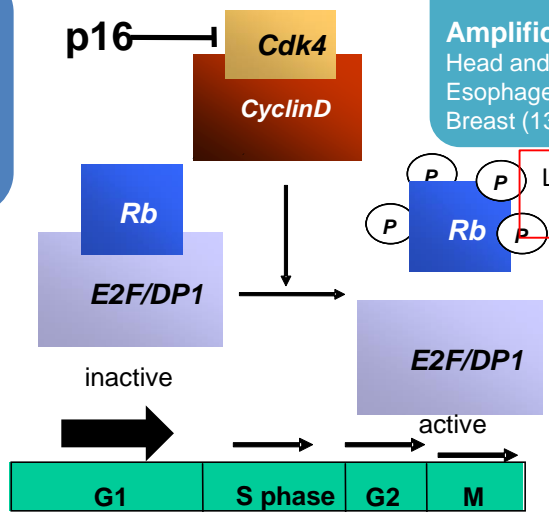 p16
Cdk4
CyclinD
Amplific
Head and
Esophage
Breast (13
P
P
L
P
P
Rb
Rb
E2F/DP1
E2F/DP1
inactive
active
G1
S phase
G2
M